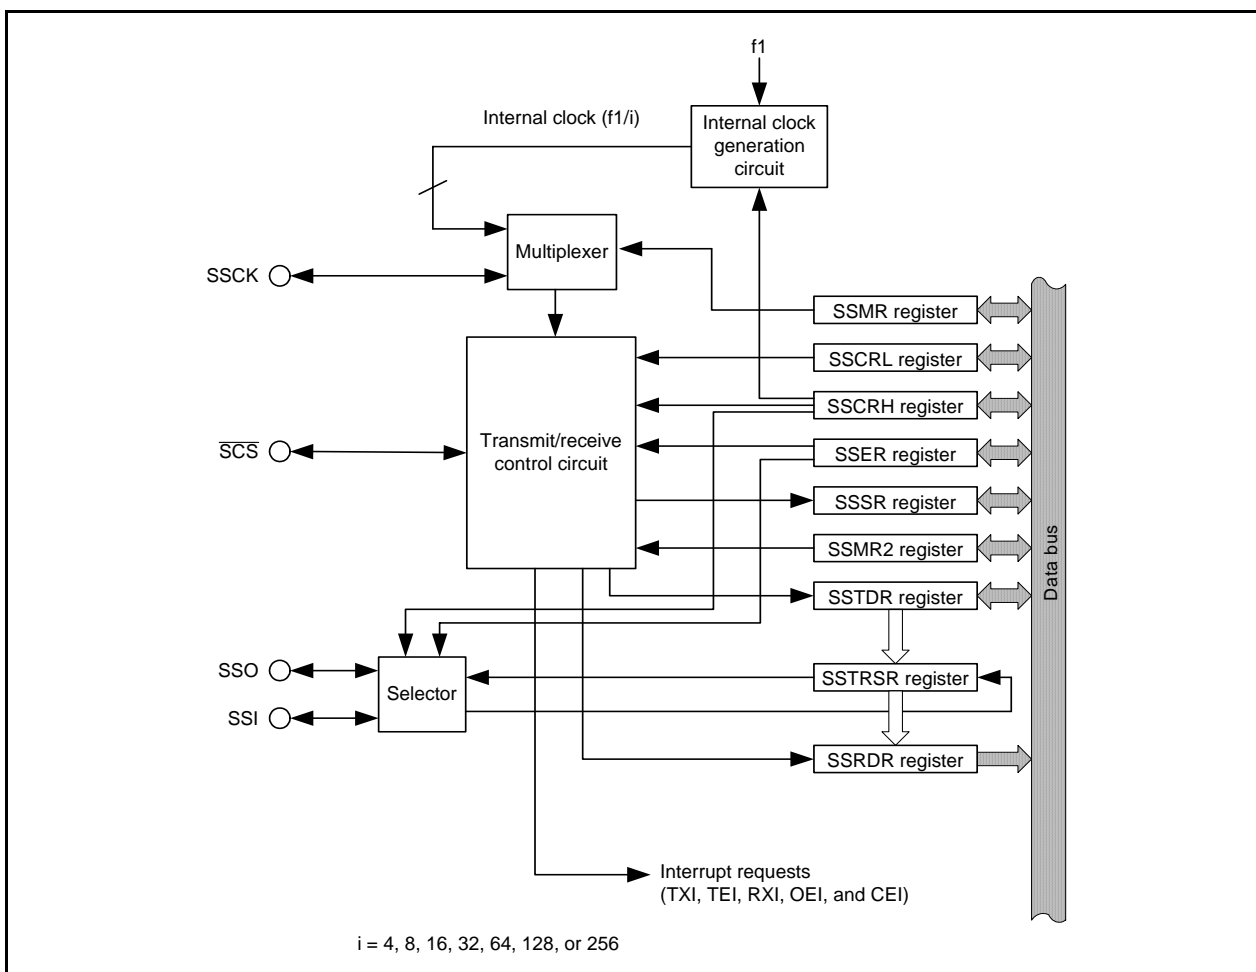 f1
Internal clock (f1/i)
Internal clock
generation
circuit
Multiplexer
SSCK
SSMR register
SSCRL register
SSCRH register
Transmit/receive
control circuit
SCS
SSER register
SSSR register
SSMR2 register
Data bus
SSTDR register
SSO
SSI
Selector
SSTRSR register
SSRDR register
Interrupt requests
(TXI, TEI, RXI, OEI, and CEI)
i = 4, 8, 16, 32, 64, 128, or 256